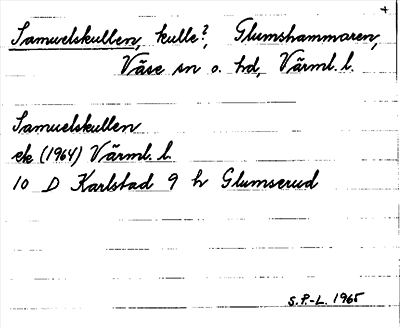 Samuelskullen, kulle?, Glumshammaren,
Väse sn o. hd, Värml. l.
Samuelskullen
ek (1964) Värml. l.
10 D Karlstad 9 h Glumserud
S.P.-L. 1965